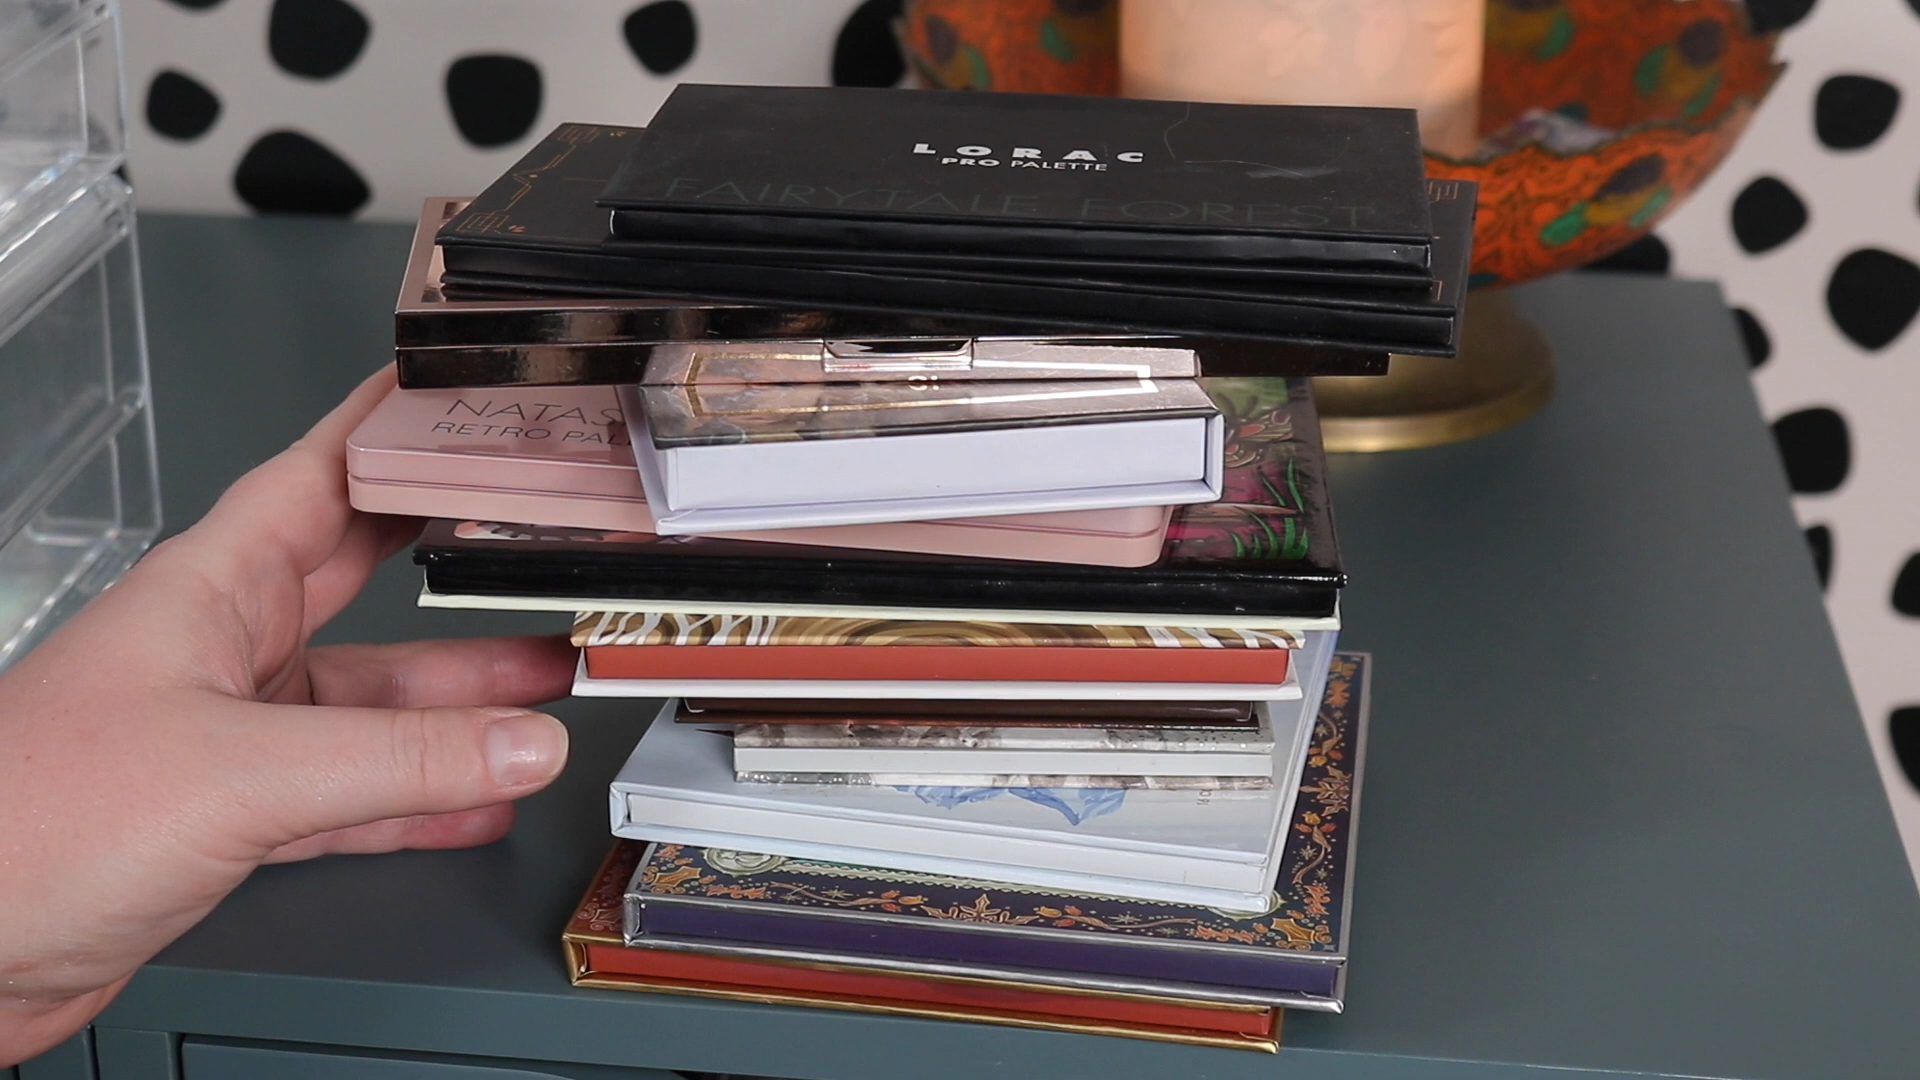 LORAC
PRO PALETTE
FAIRYTALE FOREST
NATAS
RETRO PAL